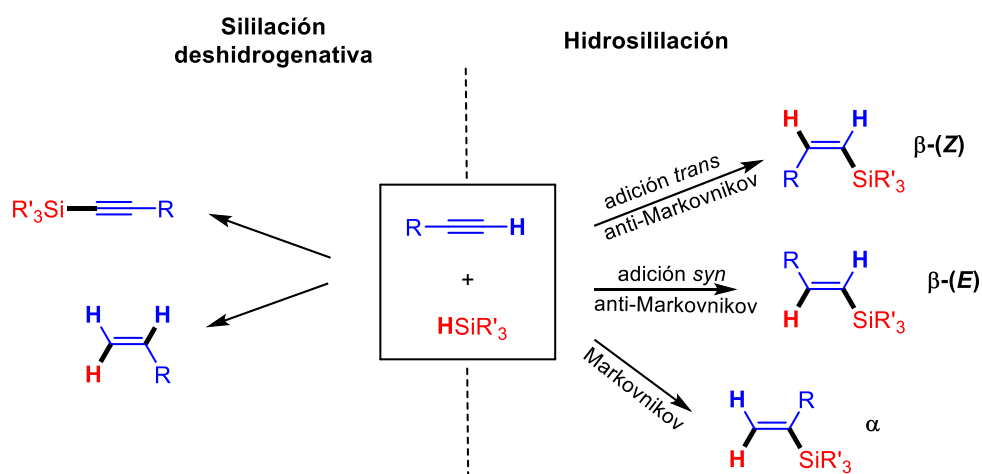 Sililación
deshidrogenativa
Hidrosililación
R'3Si
R
H
H
H
R
R
H
+
HSiR'3
adición trans
anti-Markovnikov
adición syn
anti-Markovnikov
Markovnikov
H
H
R
SiR'3
β-(Z)
R
H
H
SiR'3
β-(E)
H
R
H
SiR'3
α